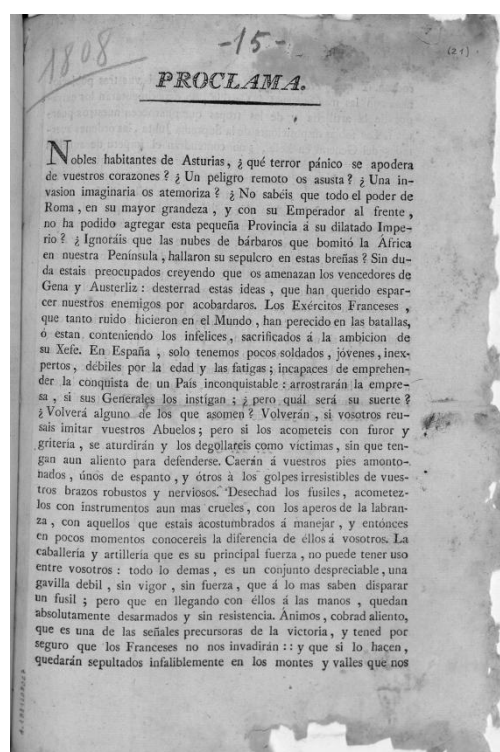 1808
-15-
(21)
PROCLAMA.
Nobles habitantes de Asturias, ¿ qué terror pánico se apodera
de vuestros corazones ? ¿ Un peligro remoto os asusta ? ¿ Una in-
vasion imaginaria os atemoriza ? ¿ No sabéis que todo el poder de
Roma, en su mayor grandeza, y con su Emperador al frente,
no ha podido agregar esta pequeña Provincia á su dilatado Impe-
rio ? ¿ Ignoráis que las nubes de bárbaros que bomitó la África
en nuestra Península, hallaron su sepulcro en estas breñas ? Sin du-
da estais preocupados creyendo que os amenazan los vencedores de
Gena y Austerliz : desterrad estas ideas, que han querido espar-
cer nuestros enemigos por acobardaros. Los Exércitos Franceses,
que tanto ruido hicieron en el Mundo, han perecido en las batallas,
ó estan conteniendo los infelices, sacrificados á la ambicion de
su Xefe. En España, solo tenemos pocos soldados, jóvenes, inex-
pertos, débiles por la edad y las fatigas ; incapaces de emprehen-
der la conquista de un País inconquistable : arrostrarán la empre-
sa, si sus Generales los instigan ; ¿ pero quál será su suerte ?
¿ Volverá alguno de los que asomen ? Volverán, si vosotros reu-
sais imitar vuestros Abuelos ; pero si los acometeis con furor y
griteria, se aturdirán y los degollareis como victimas, sin que ten-
gan aun aliento para defenderse. Caerán á vuestros pies amonto-
nados, únos de espanto, y ótros à los golpes irresistibles de vues-
tros brazos robustos y nerviosos. Desechad los fusiles, acometez-
los con instrumentos aun mas crueles, con los aperos de la labran-
za, con aquellos que estais acostumbrados á manejar, y entónces
en pocos momentos conocereis la diferencia de éllos á vosotros. La
caballería y artillería que es su principal fuerza, no puede tener uso
entre vosotros : todo lo demas, es un conjunto despreciable, una
gavilla debil, sin vigor, sin fuerza, que á lo mas saben disparar
un fusil ; pero que en llegando con éllos á las manos, quedan
absolutamente desarmados y sin resistencia. Ánimos, cobrad aliento,
que es una de las señales precursoras de la victoria, y tened por
seguro que los Franceses no nos invadirán : : y que si lo hacen,
quedarán sepultados infaliblemente en los montes y valles que nos